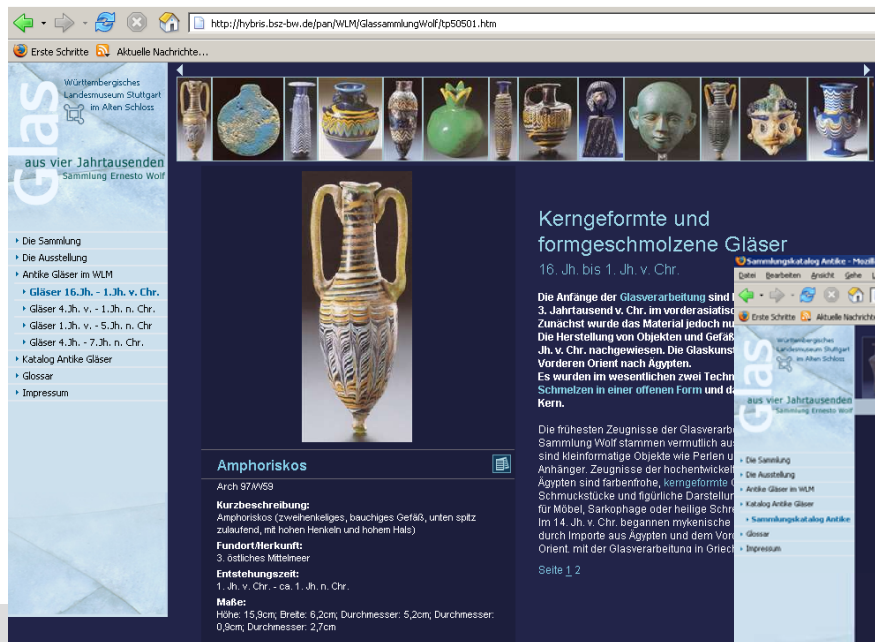 http://hybris.bsz-bw.de/pan/WLM/GlassammlungWolf/tp50501.htm
Erste Schritte Aktuelle Nachrichte...
Württembergisches
Landesmuseum Stuttgart
im Alten Schloss
Glas
aus vier Jahrtausenden
Sammlung Ernesto Wolf
Die Sammlung
Die Ausstellung
Antike Gläser im WLM
Gläser 16.Jh. - 1.Jh. v. Chr.
Gläser 4.Jh. v. - 1.Jh. n. Chr.
Gläser 1.Jh. v. - 5.Jh. n. Chr
Gläser 4.Jh. - 7.Jh. n. Chr.
Katalog Antike Gläser
Glossar
Impressum
Amphoriskos
Arch 97/W59
Kurzbeschreibung:
Amphoriskos (zweihenkeliges, bauchiges Gefäß, unten spitz
zulaufend, mit hohen Henkeln und hohem Hals)
Fundort/Herkunft:
3. östliches Mittelmeer
Entstehungszeit:
1. Jh. v. Chr. - ca. 1. Jh. n. Chr.
Maße:
Höhe: 15,9cm; Breite: 6,2cm; Durchmesser: 5,2cm; Durchmesser:
0,9cm; Durchmesser: 2,7cm
Kerngeformte und
formgeschmolzene Gläser
16. Jh. bis 1. Jh. v. Chr.
Die Anfänge der Glasverarbeitung sind
3. Jahrtausend v. Chr. im vorderasiatisc
Zunächst wurde das Material jedoch nu
Die Herstellung von Objekten und Gefäß
Jh. v. Chr. nachgewiesen. Die Glaskuns
Vorderen Orient nach Ägypten.
Es wurden im wesentlichen zwei Techn
Schmelzen in einer offenen Form und da
Kern.
Die frühesten Zeugnisse der Glasverarb
Sammlung Wolf stammen vermutlich au
sind kleinformatige Objekte wie Perlen u
Anhänger. Zeugnisse der hochentwickelt
Ägypten sind farbenfrohe, kerngeformte
Schmuckstücke und figürliche Darstellur
für Möbel, Sarkophage oder heilige Schre
Im 14. Jh. v. Chr. begannen mykenische
durch Importe aus Ägypten und dem Vord
Orient. mit der Glasverarbeitung in Griech
Seite 1 2
Sammlungskatalog Antike - Mozill
Datei Bearbeiten Ansicht Gehe L
Erste Schritte Aktuelle Nachrichte
Württembergisches
Landesmuseum Stuttgart
im Alten Schloss
Glas
aus vier Jahrtausenden
Sammlung Ernesto Wolf
Die Sammlung
Die Ausstellung
Antike Gläser im WLM
Katalog Antike Gläser
Sammlungskatalog Antike
Glossar
Impressum